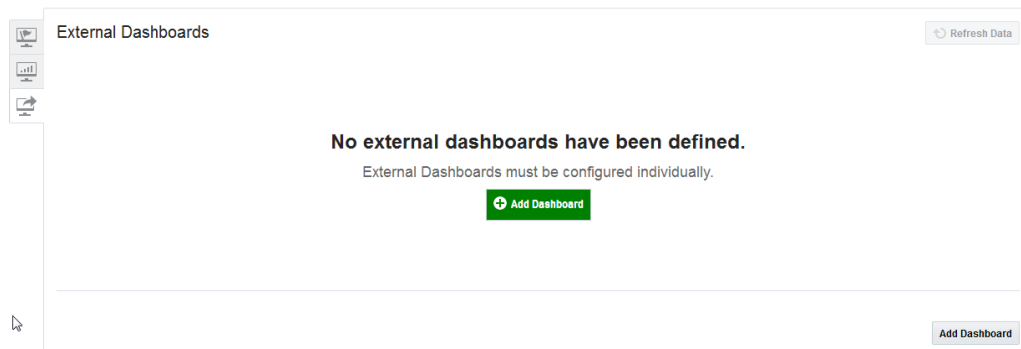 External Dashboards
Refresh Data
No external dashboards have been defined.
External Dashboards must be configured individually.
Add Dashboard
Add Dashboard